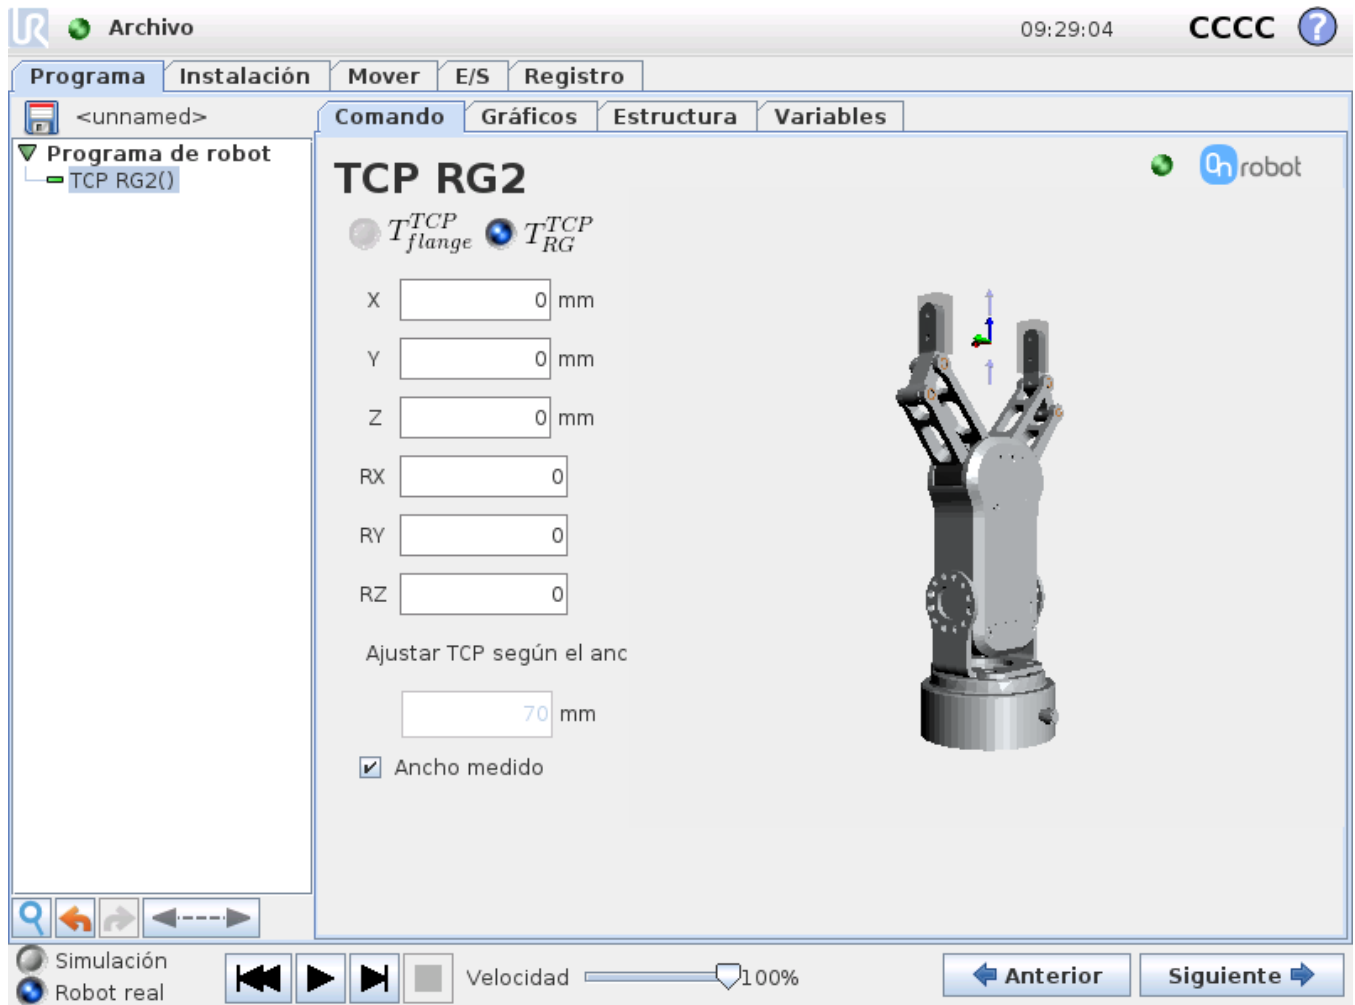 UR Archivo 09:29:04 CCCC ?
Programa Instalación Mover E/S Registro
<unnamed> Comando Gráficos Estructura Variables
Programa de robot
TCP RG2()
TCP RG2
On robot
T^{TCP}_{flange} T^{TCP}_{RG}
X 0 mm
Y 0 mm
Z 0 mm
RX 0
RY 0
RZ 0
Ajustar TCP según el anc
70 mm
Ancho medido
Simulación
Robot real
Velocidad 100%
Anterior Siguiente